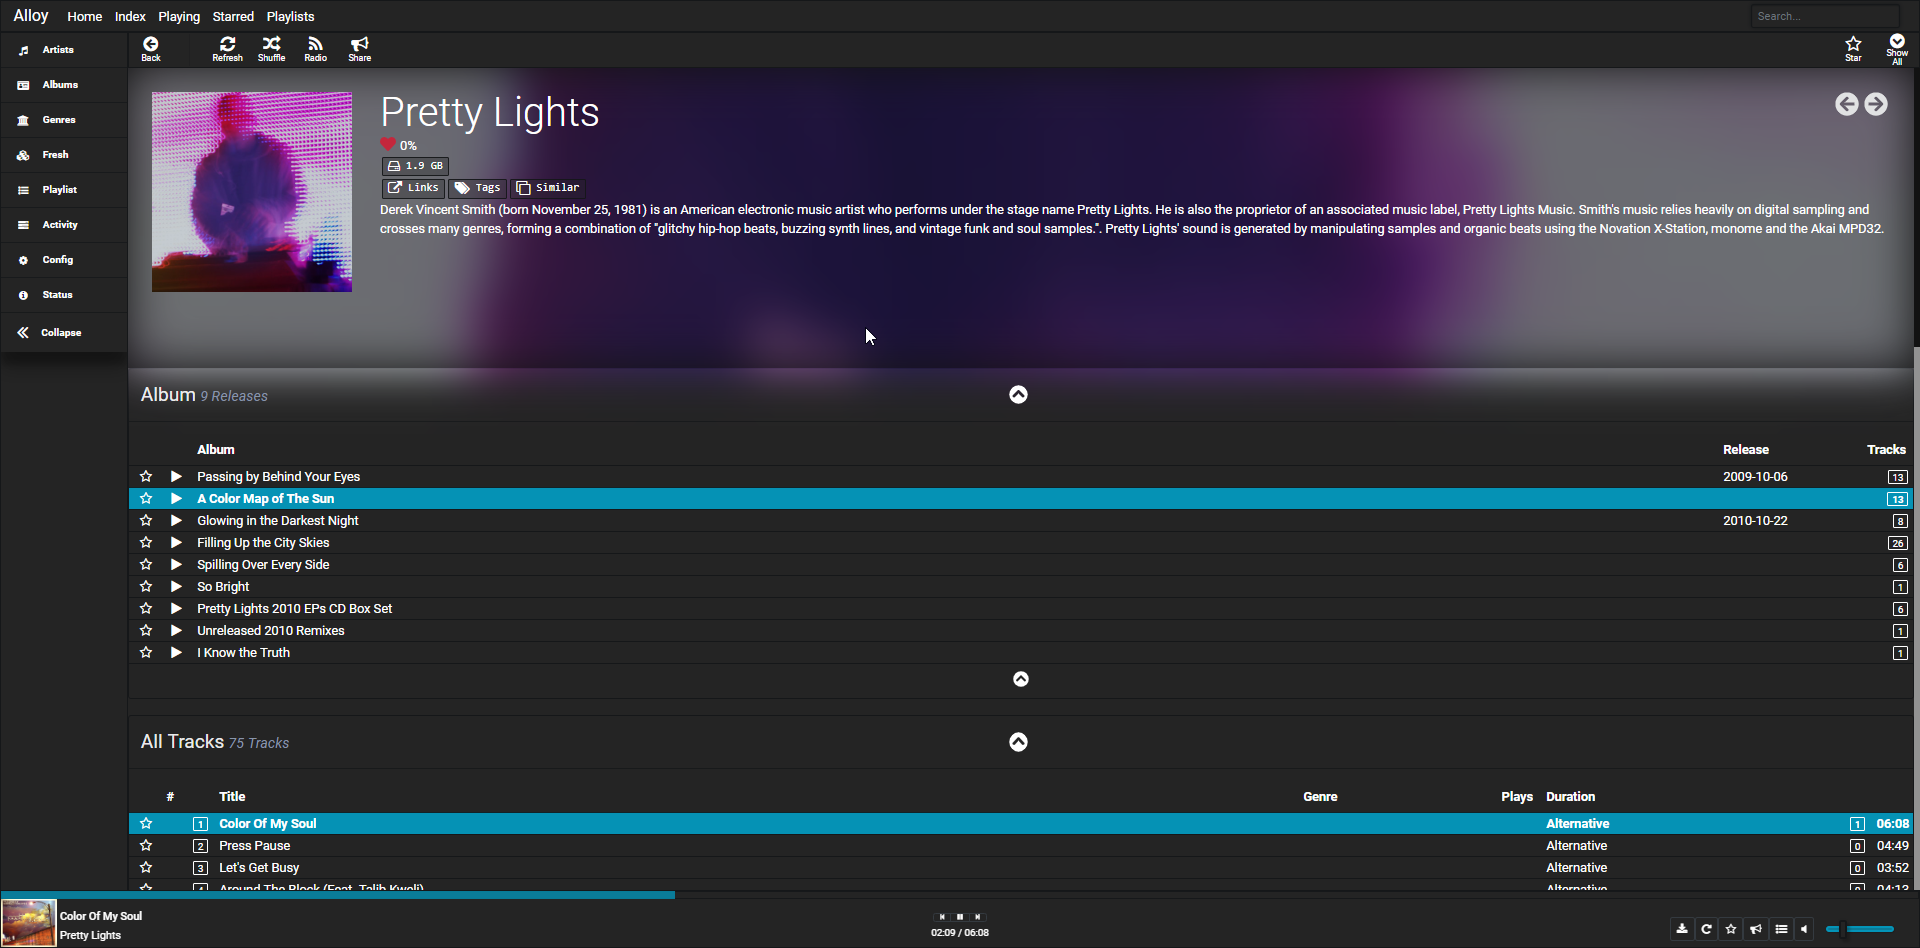 Alloy Home Index Playing Starred Playlists Search...
Artists
Albums
Genres
Fresh
Playlist
Activity
Config
Status
Collapse
Back Refresh Shuffle Radio Share Star Show All
Pretty Lights
0%
1.9 GB
Links Tags Similar
Derek Vincent Smith (born November 25, 1981) is an American electronic music artist who performs under the stage name Pretty Lights. He is also the proprietor of an associated music label, Pretty Lights Music. Smith's music relies heavily on digital sampling and
crosses many genres, forming a combination of "glitchy hip-hop beats, buzzing synth lines, and vintage funk and soul samples.". Pretty Lights' sound is generated by manipulating samples and organic beats using the Novation X-Station, monome and the Akai MPD32.
Album 9 Releases
Album Release Tracks
Passing by Behind Your Eyes 2009-10-06 13
A Color Map of The Sun 13
Glowing in the Darkest Night 2010-10-22 8
Filling Up the City Skies 26
Spilling Over Every Side 6
So Bright 1
Pretty Lights 2010 EPs CD Box Set 6
Unreleased 2010 Remixes 1
I Know the Truth 1
All Tracks 75 Tracks
# Title Genre Plays Duration
1 Color Of My Soul Alternative 1 06:08
2 Press Pause Alternative 0 04:49
3 Let's Get Busy Alternative 0 03:52
4 Around The Block (Feat. Talib Kweli) Alternative 0 04:13
Color Of My Soul
Pretty Lights
02:09 / 06:08